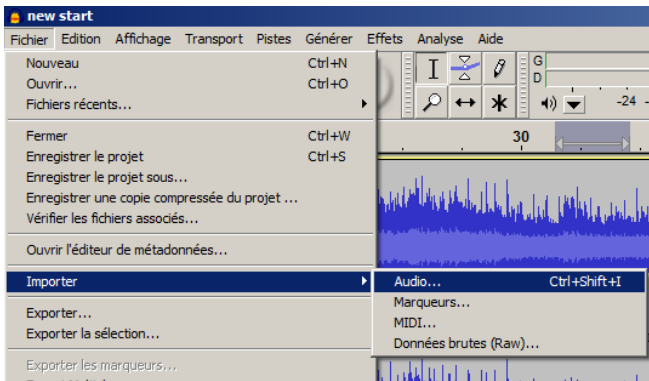 new start
Fichier Edition Affichage Transport Pistes Générer Effets Analyse Aide
Nouveau Ctrl+N
Ouvrir... Ctrl+O
Fichiers récents...
Fermer Ctrl+W
Enregistrer le projet Ctrl+S
Enregistrer le projet sous...
Enregistrer une copie compressée du projet ...
Vérifier les fichiers associés...
Ouvrir l'éditeur de métadonnées...
Importer
Exporter...
Exporter la sélection...
Exporter les marqueurs...
Audio... Ctrl+Shift+I
Marqueurs...
MIDI...
Données brutes (Raw)...
G
D
-24
30